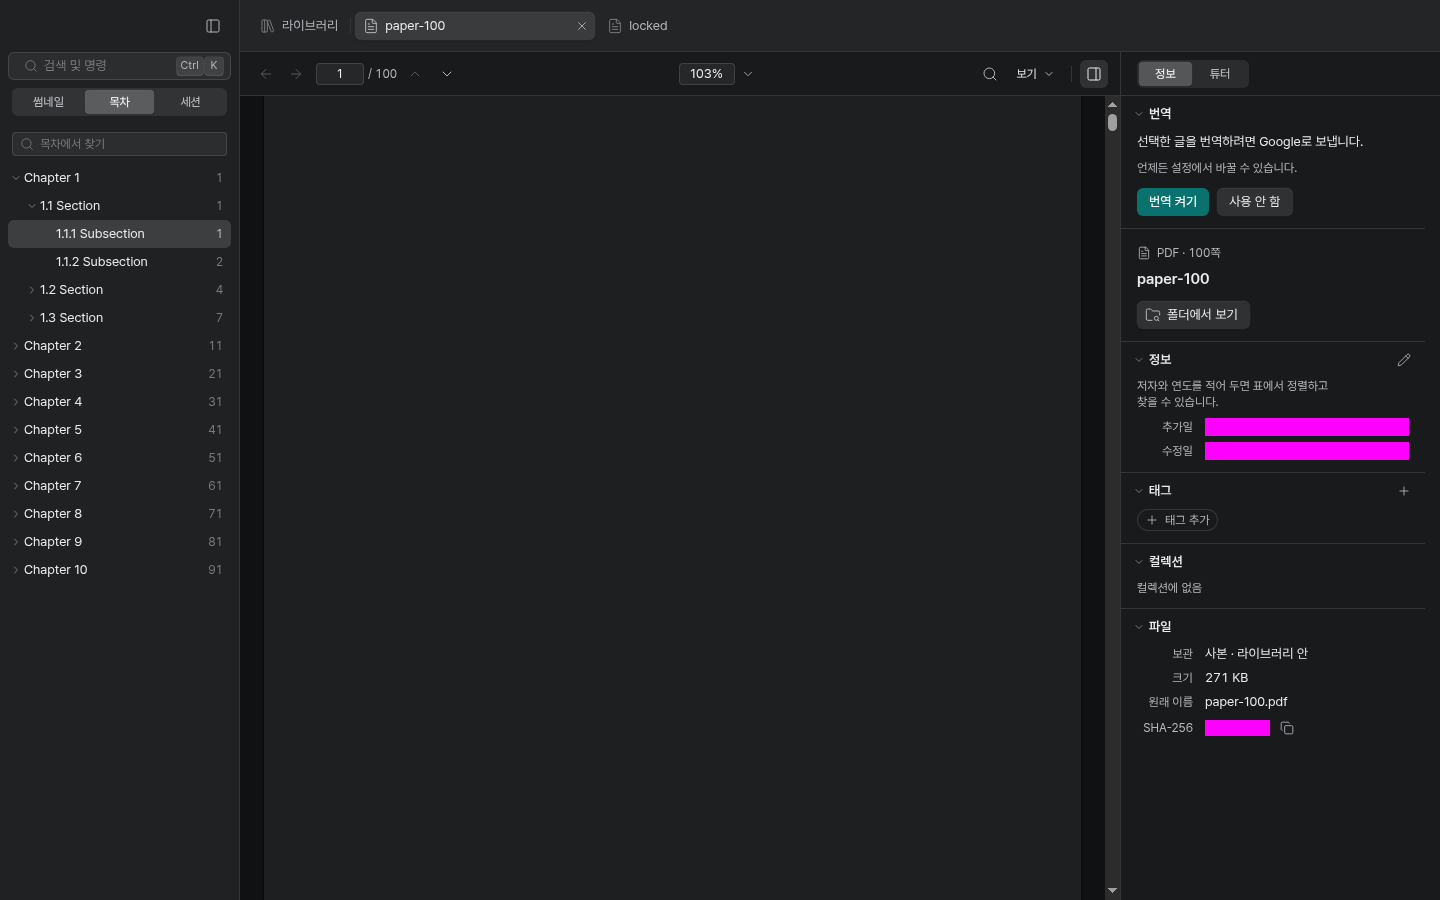 라이브러리
paper-100
locked
검색 및 명령 Ctrl K
썸네일 목차 세션
목차에서 찾기
Chapter 1 1
1.1 Section 1
1.1.1 Subsection 1
1.1.2 Subsection 2
1.2 Section 4
1.3 Section 7
Chapter 2 11
Chapter 3 21
Chapter 4 31
Chapter 5 41
Chapter 6 51
Chapter 7 61
Chapter 8 71
Chapter 9 81
Chapter 10 91
1 / 100
103%
보기
정보 튜터
번역
선택한 글을 번역하려면 Google로 보냅니다.
언제든 설정에서 바꿀 수 있습니다.
번역 켜기 사용 안 함
PDF · 100쪽
paper-100
폴더에서 보기
정보
저자와 연도를 적어 두면 표에서 정렬하고
찾을 수 있습니다.
추가일
수정일
태그
태그 추가
컬렉션
컬렉션에 없음
파일
보관 사본 · 라이브러리 안
크기 271 KB
원래 이름 paper-100.pdf
SHA-256